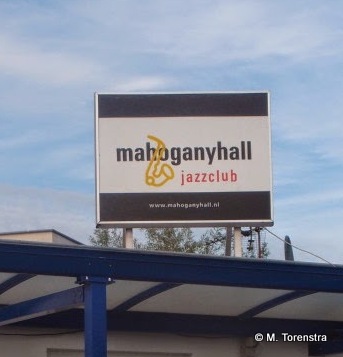 mahoganyhall
jazzclub
www.mahoganyhall.nl
© M. Torenstra